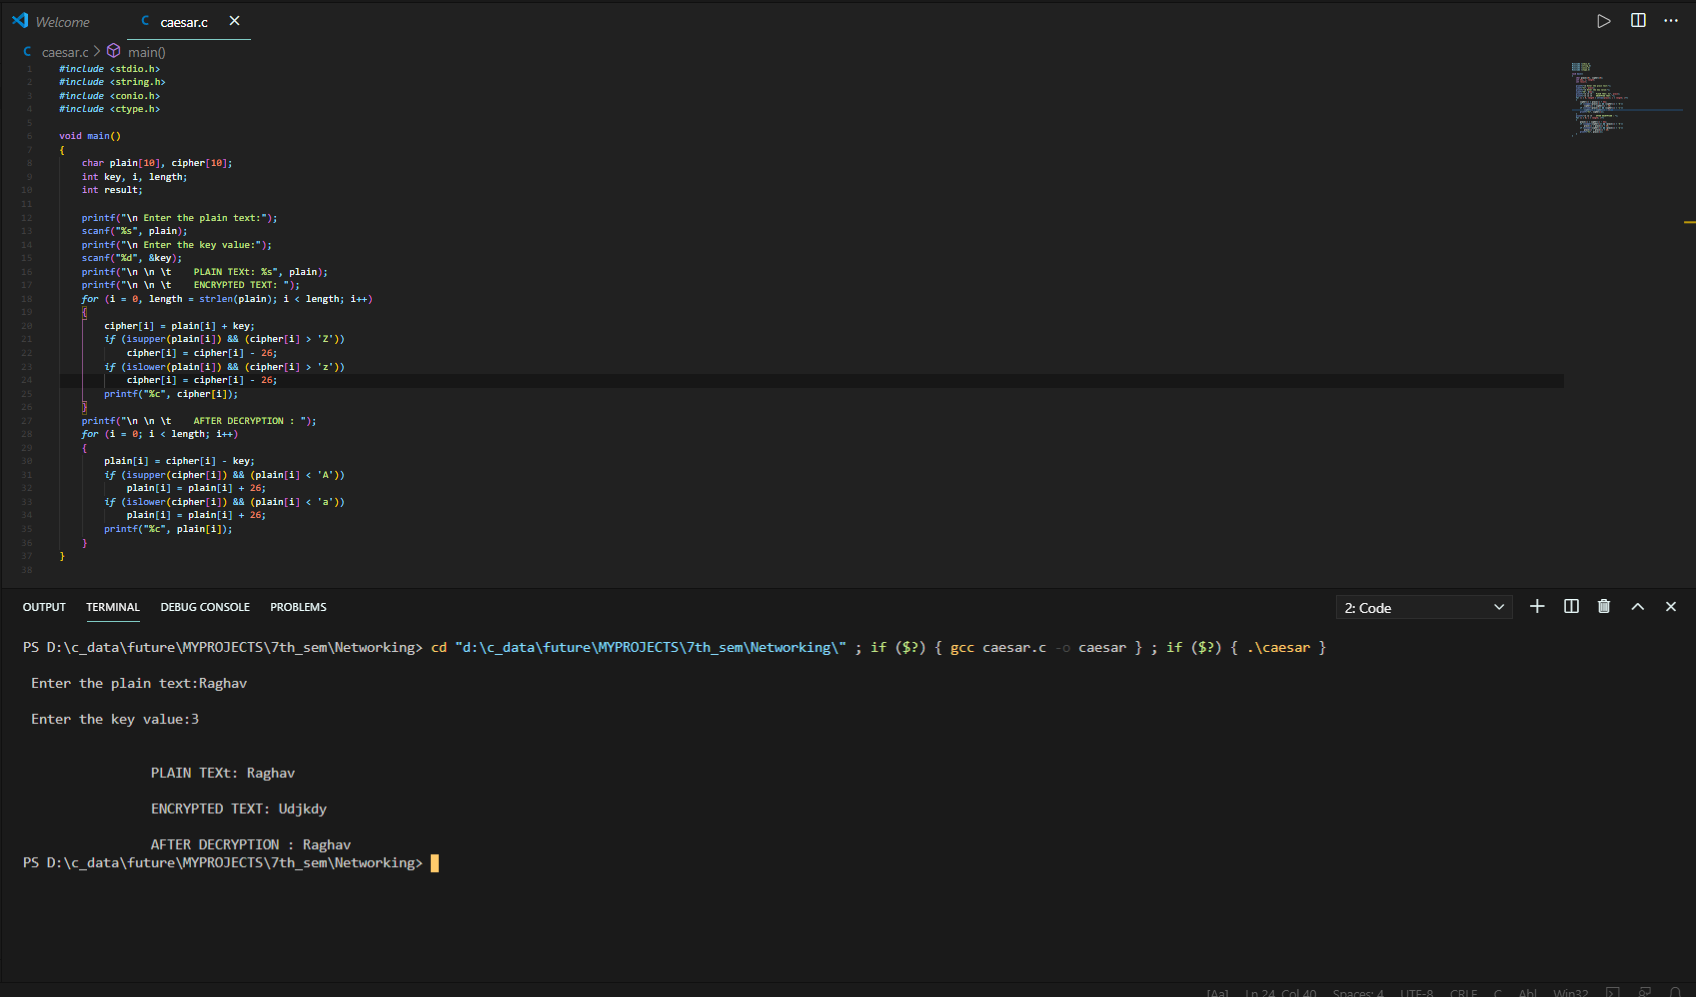 Welcome
C caesar.c
C caesar.c > main()
1 #include <stdio.h>
2 #include <string.h>
3 #include <conio.h>
4 #include <ctype.h>
5
6 void main()
7 {
8 char plain[10], cipher[10];
9 int key, i, length;
10 int result;
11
12 printf("\n Enter the plain text:");
13 scanf("%s", plain);
14 printf("\n Enter the key value:");
15 scanf("%d", &key);
16 printf("\n \n \t    PLAIN TEXt: %s", plain);
17 printf("\n \n \t    ENCRYPTED TEXT: ");
18 for (i = 0, length = strlen(plain); i < length; i++)
19 {
20 cipher[i] = plain[i] + key;
21 if (isupper(plain[i]) && (cipher[i] > 'Z'))
22 cipher[i] = cipher[i] - 26;
23 if (islower(plain[i]) && (cipher[i] > 'z'))
24 cipher[i] = cipher[i] - 26;
25 printf("%c", cipher[i]);
26 }
27 printf("\n \n \t    AFTER DECRYPTION : ");
28 for (i = 0; i < length; i++)
29 {
30 plain[i] = cipher[i] - key;
31 if (isupper(cipher[i]) && (plain[i] < 'A'))
32 plain[i] = plain[i] + 26;
33 if (islower(cipher[i]) && (plain[i] < 'a'))
34 plain[i] = plain[i] + 26;
35 printf("%c", plain[i]);
36 }
37 }
38
OUTPUT TERMINAL DEBUG CONSOLE PROBLEMS 2: Code
PS D:\c_data\future\MYPROJECTS\7th_sem\Networking> cd "d:\c_data\future\MYPROJECTS\7th_sem\Networking\" ; if ($?) { gcc caesar.c -o caesar } ; if ($?) { .\caesar }
Enter the plain text:Raghav
Enter the key value:3
PLAIN TEXt: Raghav
ENCRYPTED TEXT: Udjkdy
AFTER DECRYPTION : Raghav
PS D:\c_data\future\MYPROJECTS\7th_sem\Networking>
[Aa] Ln 24, Col 40 Spaces: 4 UTF-8 CRLF C Abl Win32